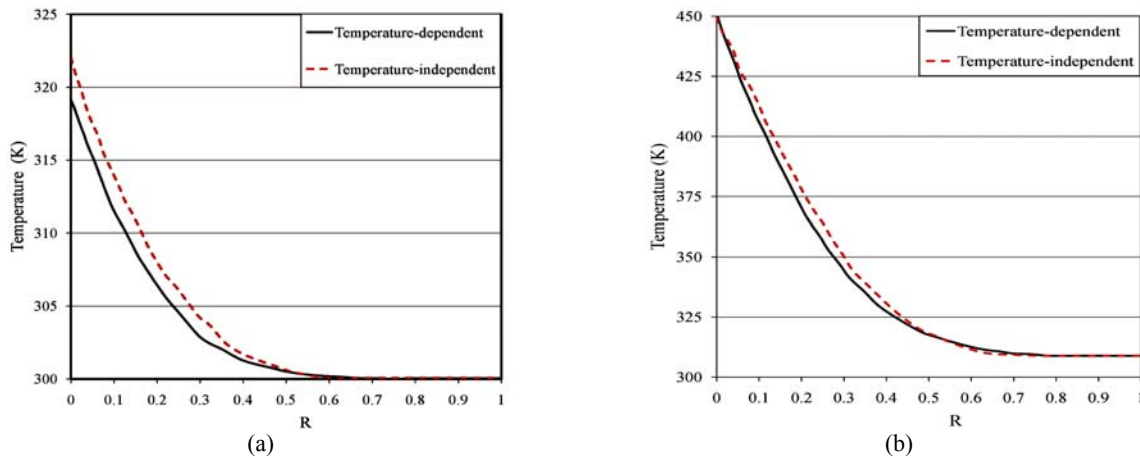 325
320
315
310
305
300
Temperature (K)
Temperature-dependent
Temperature-independent
0 0.1 0.2 0.3 0.4 0.5 0.6 0.7 0.8 0.9 1
R
(a)
450
425
400
375
350
325
300
Temperature (K)
Temperature-dependent
Temperature-independent
0 0.1 0.2 0.3 0.4 0.5 0.6 0.7 0.8 0.9 1
R
(b)